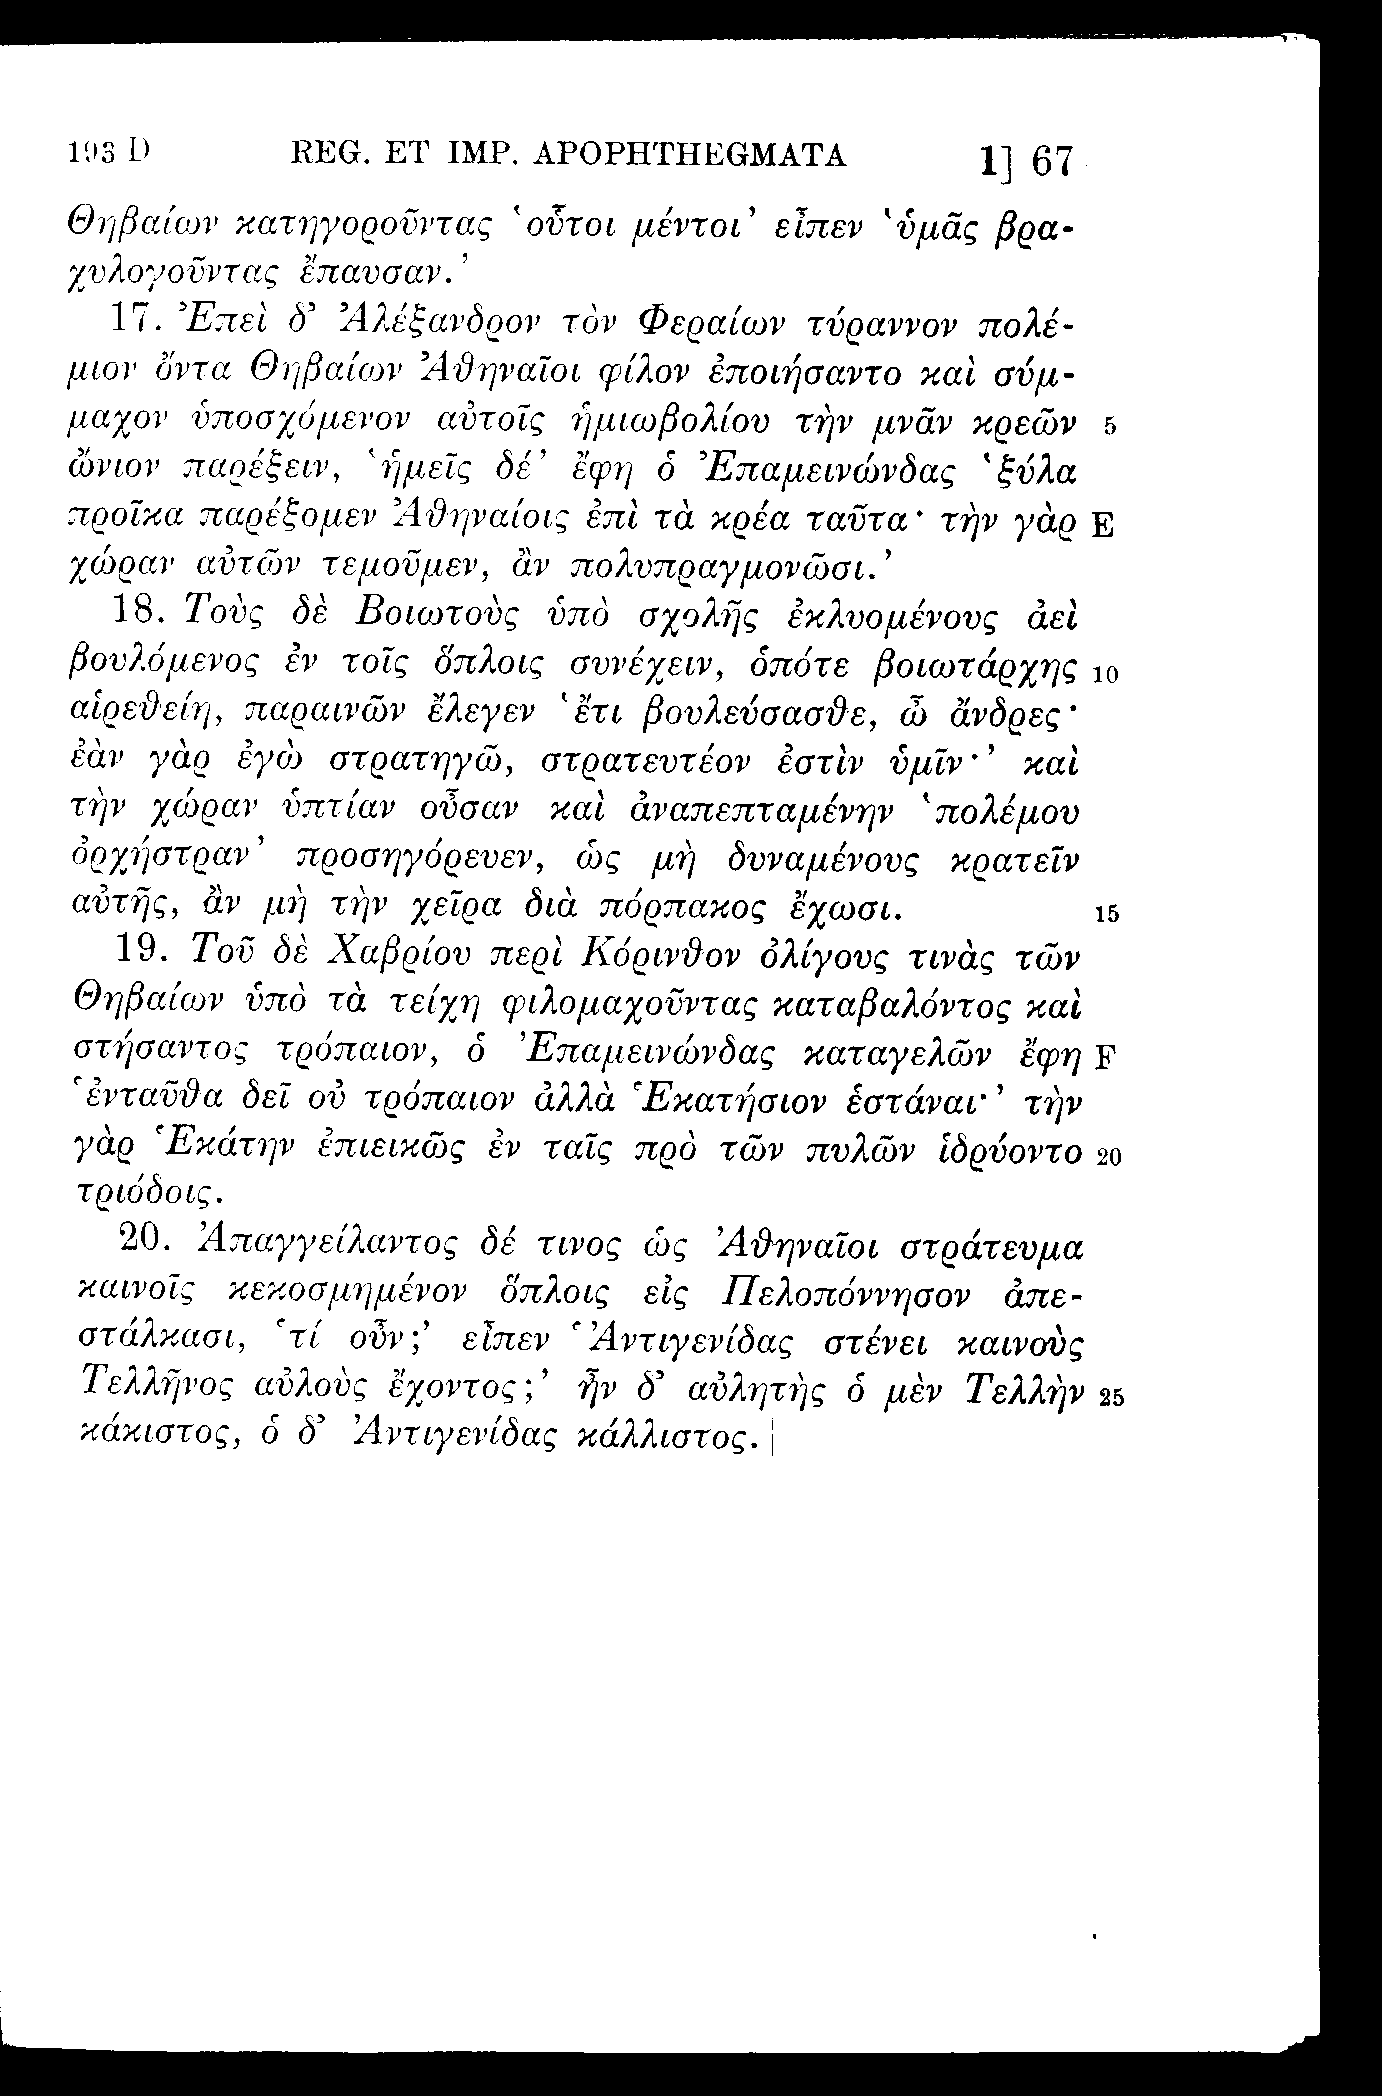 193 D REG. ET IMP. APOPHTHEGMATA 1] 67
Θηβαίων κατηγοροῦντας ‘οὗτοι μέντοι’ εἶπεν ‘ὑμᾶς βρα-
χυλογοῦντας ἔπαυσαν.’
17. Ἐπεὶ δ’ Ἀλέξανδρον τὸν Φεραίων τύραννον πολέ-
μιον ὄντα Θηβαίων Ἀθηναῖοι φίλον ἐποιήσαντο καὶ σύμ-
μαχον ὑποσχόμενον αὐτοῖς ἡμιωβολίου τὴν μνᾶν κρεῶν 5
ὤνιον παρέξειν, ‘ἡμεῖς δέ’ ἔφη ὁ Ἐπαμεινώνδας ‘ξύλα
προῖκα παρέξομεν Ἀθηναίοις ἐπὶ τὰ κρέα ταῦτα· τὴν γὰρ E
χώραν αὐτῶν τεμοῦμεν, ἂν πολυπραγμονῶσι.’
18. Τοὺς δὲ Βοιωτοὺς ὑπὸ σχολῆς ἐκλυομένους ἀεὶ
βουλόμενος ἐν τοῖς ὅπλοις συνέχειν, ὁπότε βοιωτάρχης 10
αἱρεθείη, παραινῶν ἔλεγεν ‘ἔτι βουλεύσασθε, ὦ ἄνδρες·
ἐὰν γὰρ ἐγὼ στρατηγῶ, στρατευτέον ἐστὶν ὑμῖν·’ καὶ
τὴν χώραν ὑπτίαν οὖσαν καὶ ἀναπεπταμένην ‘πολέμου
ὀρχήστραν’ προσηγόρευεν, ὡς μὴ δυναμένους κρατεῖν
αὐτῆς, ἂν μὴ τὴν χεῖρα διὰ πόρπακος ἔχωσι. 15
19. Τοῦ δὲ Χαβρίου περὶ Κόρινθον ὀλίγους τινὰς τῶν
Θηβαίων ὑπὸ τὰ τείχη φιλομαχοῦντας καταβαλόντος καὶ
στήσαντος τρόπαιον, ὁ Ἐπαμεινώνδας καταγελῶν ἔφη F
‘ἐνταῦθα δεῖ οὐ τρόπαιον ἀλλὰ Ἑκατήσιον ἑστάναι·’ τὴν
γὰρ Ἑκάτην ἐπιεικῶς ἐν ταῖς πρὸ τῶν πυλῶν ἱδρύοντο 20
τριόδοις.
20. Ἀπαγγείλαντος δέ τινος ὡς Ἀθηναῖοι στράτευμα
καινοῖς κεκοσμημένον ὅπλοις εἰς Πελοπόννησον ἀπε-
στάλκασι, ‘τί οὖν;’ εἶπεν ‘Ἀντιγενίδας στένει καινοὺς
Τελλῆνος αὐλοὺς ἔχοντος;’ ἦν δ’ αὐλητὴς ὁ μὲν Τελλὴν 25
κάκιστος, ὁ δ’ Ἀντιγενίδας κάλλιστος. |